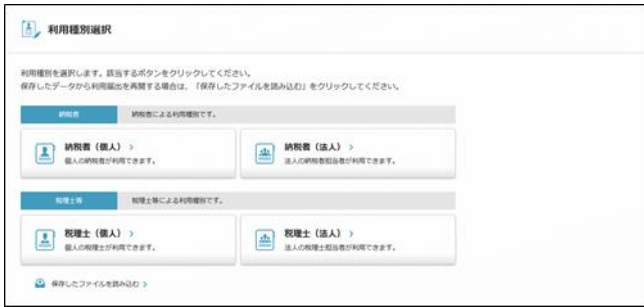 利用種別選択
利用種別を選択します。該当するボタンをクリックしてください。
保存したデータから利用届出を再開する場合は、「保存したファイルを読み込む」をクリックしてください。
納税者 納税者による利用種別です。
納税者（個人） >
個人の納税者が利用できます。
納税者（法人） >
法人の納税者担当者が利用できます。
税理士等 税理士等による利用種別です。
税理士（個人） >
個人の税理士が利用できます。
税理士（法人） >
法人の税理士担当者が利用できます。
保存したファイルを読み込む >